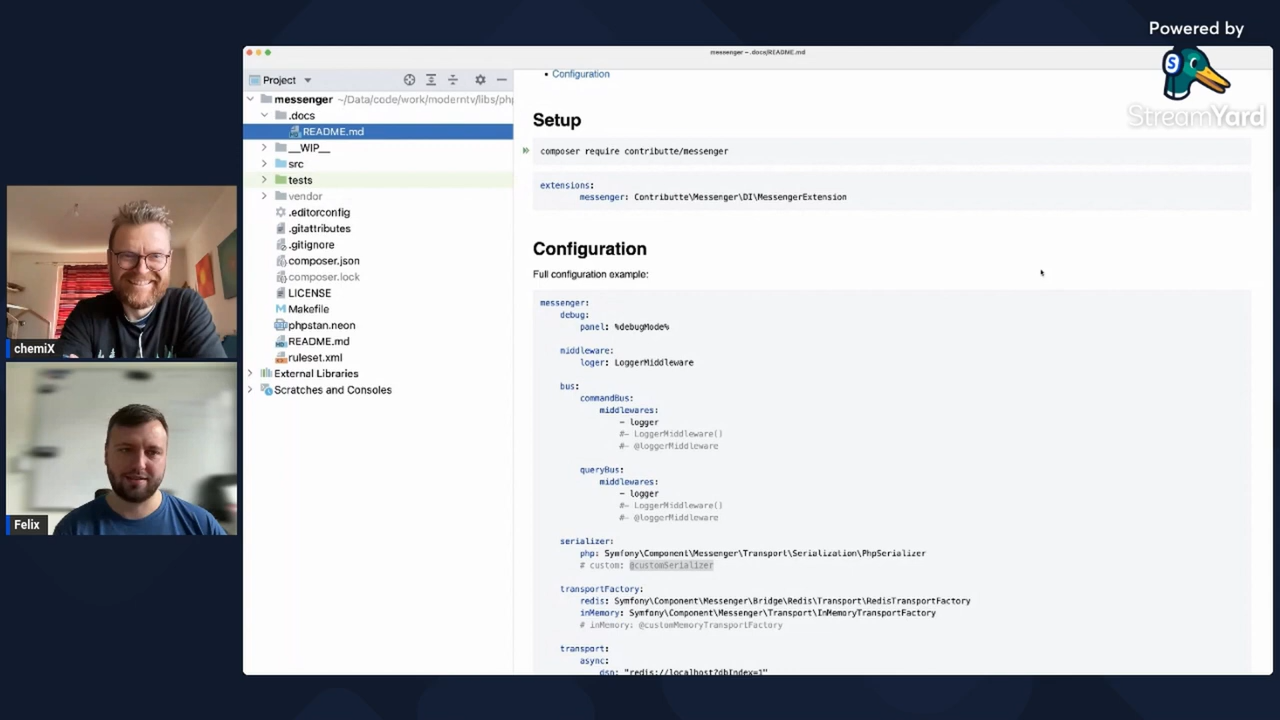 Powered by
StreamYard
messenger – .docs/README.md
Project
messenger ~/Data/code/work/moderntv/libs/php
.docs
README.md
__WIP__
src
tests
vendor
.editorconfig
.gitattributes
.gitignore
composer.json
composer.lock
LICENSE
Makefile
phpstan.neon
README.md
ruleset.xml
External Libraries
Scratches and Consoles
• Configuration
Setup
composer require contributte/messenger
extensions:
messenger: Contributte\Messenger\DI\MessengerExtension
Configuration
Full configuration example:
messenger:
debug:
panel: %debugMode%
middleware:
loger: LoggerMiddleware
bus:
commandBus:
middlewares:
- logger
#- LoggerMiddleware()
#- @loggerMiddleware
queryBus:
middlewares:
- logger
#- LoggerMiddleware()
#- @loggerMiddleware
serializer:
php: Symfony\Component\Messenger\Transport\Serialization\PhpSerializer
# custom: @customSerializer
transportFactory:
redis: Symfony\Component\Messenger\Bridge\Redis\Transport\RedisTransportFactory
inMemory: Symfony\Component\Messenger\Transport\InMemoryTransportFactory
# inMemory: @customMemoryTransportFactory
transport:
async:
dsn: "redis://localhost?dbIndex=1"
chemiX
Felix